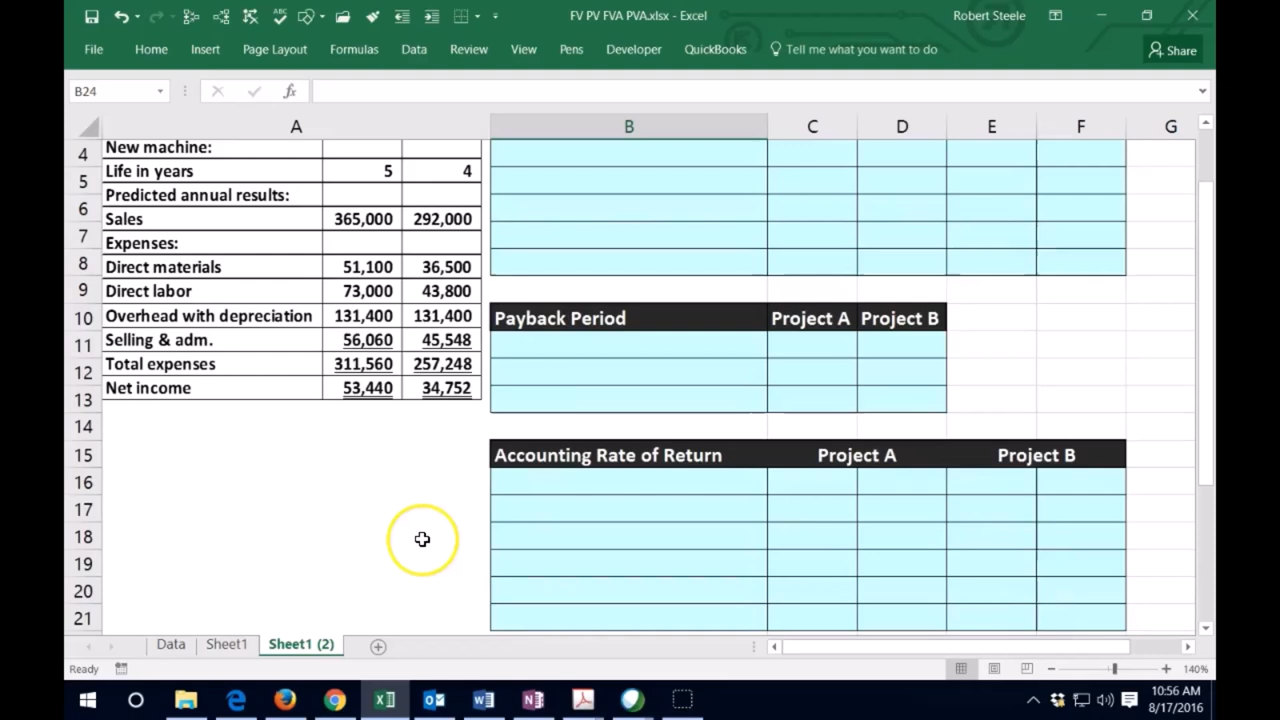 FV PV FVA PVA.xlsx - Excel
Robert Steele
File Home Insert Page Layout Formulas Data Review View Pens Developer QuickBooks Tell me what you want to do Share
B24 fx
A B C D E F G
4 New machine:
5 Life in years 5 4
6 Predicted annual results:
7 Sales 365,000 292,000
8 Expenses:
9 Direct materials 51,100 36,500
Direct labor 73,000 43,800
10 Overhead with depreciation 131,400 131,400 Payback Period Project A Project B
11 Selling & adm. 56,060 45,548
12 Total expenses 311,560 257,248
13 Net income 53,440 34,752
14
15 Accounting Rate of Return Project A Project B
16
17
18
19
20
21
Data Sheet1 Sheet1 (2)
Ready 140%
10:56 AM
8/17/2016